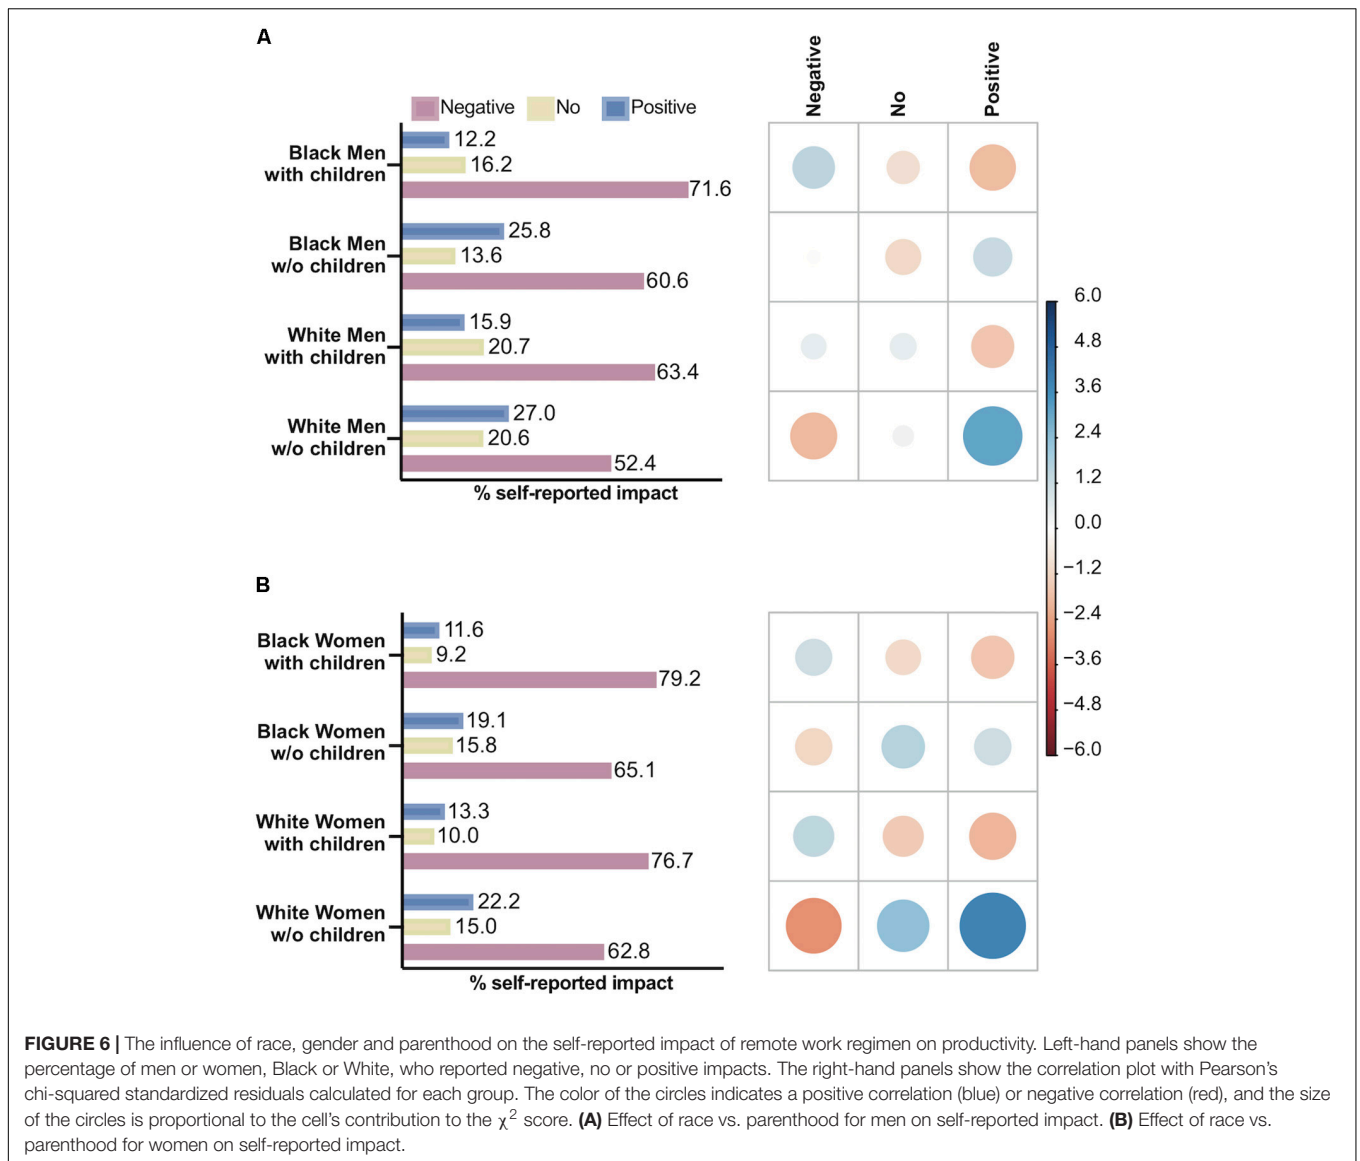 A
Negative No Positive
Negative
No
Positive
Black Men
with children
12.2
16.2
71.6
Black Men
w/o children
25.8
13.6
60.6
White Men
with children
15.9
20.7
63.4
White Men
w/o children
27.0
20.6
52.4
% self-reported impact
6.0
4.8
3.6
2.4
1.2
0.0
−1.2
−2.4
−3.6
−4.8
−6.0
B
Black Women
with children
11.6
9.2
79.2
Black Women
w/o children
19.1
15.8
65.1
White Women
with children
13.3
10.0
76.7
White Women
w/o children
22.2
15.0
62.8
% self-reported impact
FIGURE 6 | The influence of race, gender and parenthood on the self-reported impact of remote work regimen on productivity. Left-hand panels show the
percentage of men or women, Black or White, who reported negative, no or positive impacts. The right-hand panels show the correlation plot with Pearson's
chi-squared standardized residuals calculated for each group. The color of the circles indicates a positive correlation (blue) or negative correlation (red), and the size
of the circles is proportional to the cell's contribution to the χ² score. (A) Effect of race vs. parenthood for men on self-reported impact. (B) Effect of race vs.
parenthood for women on self-reported impact.